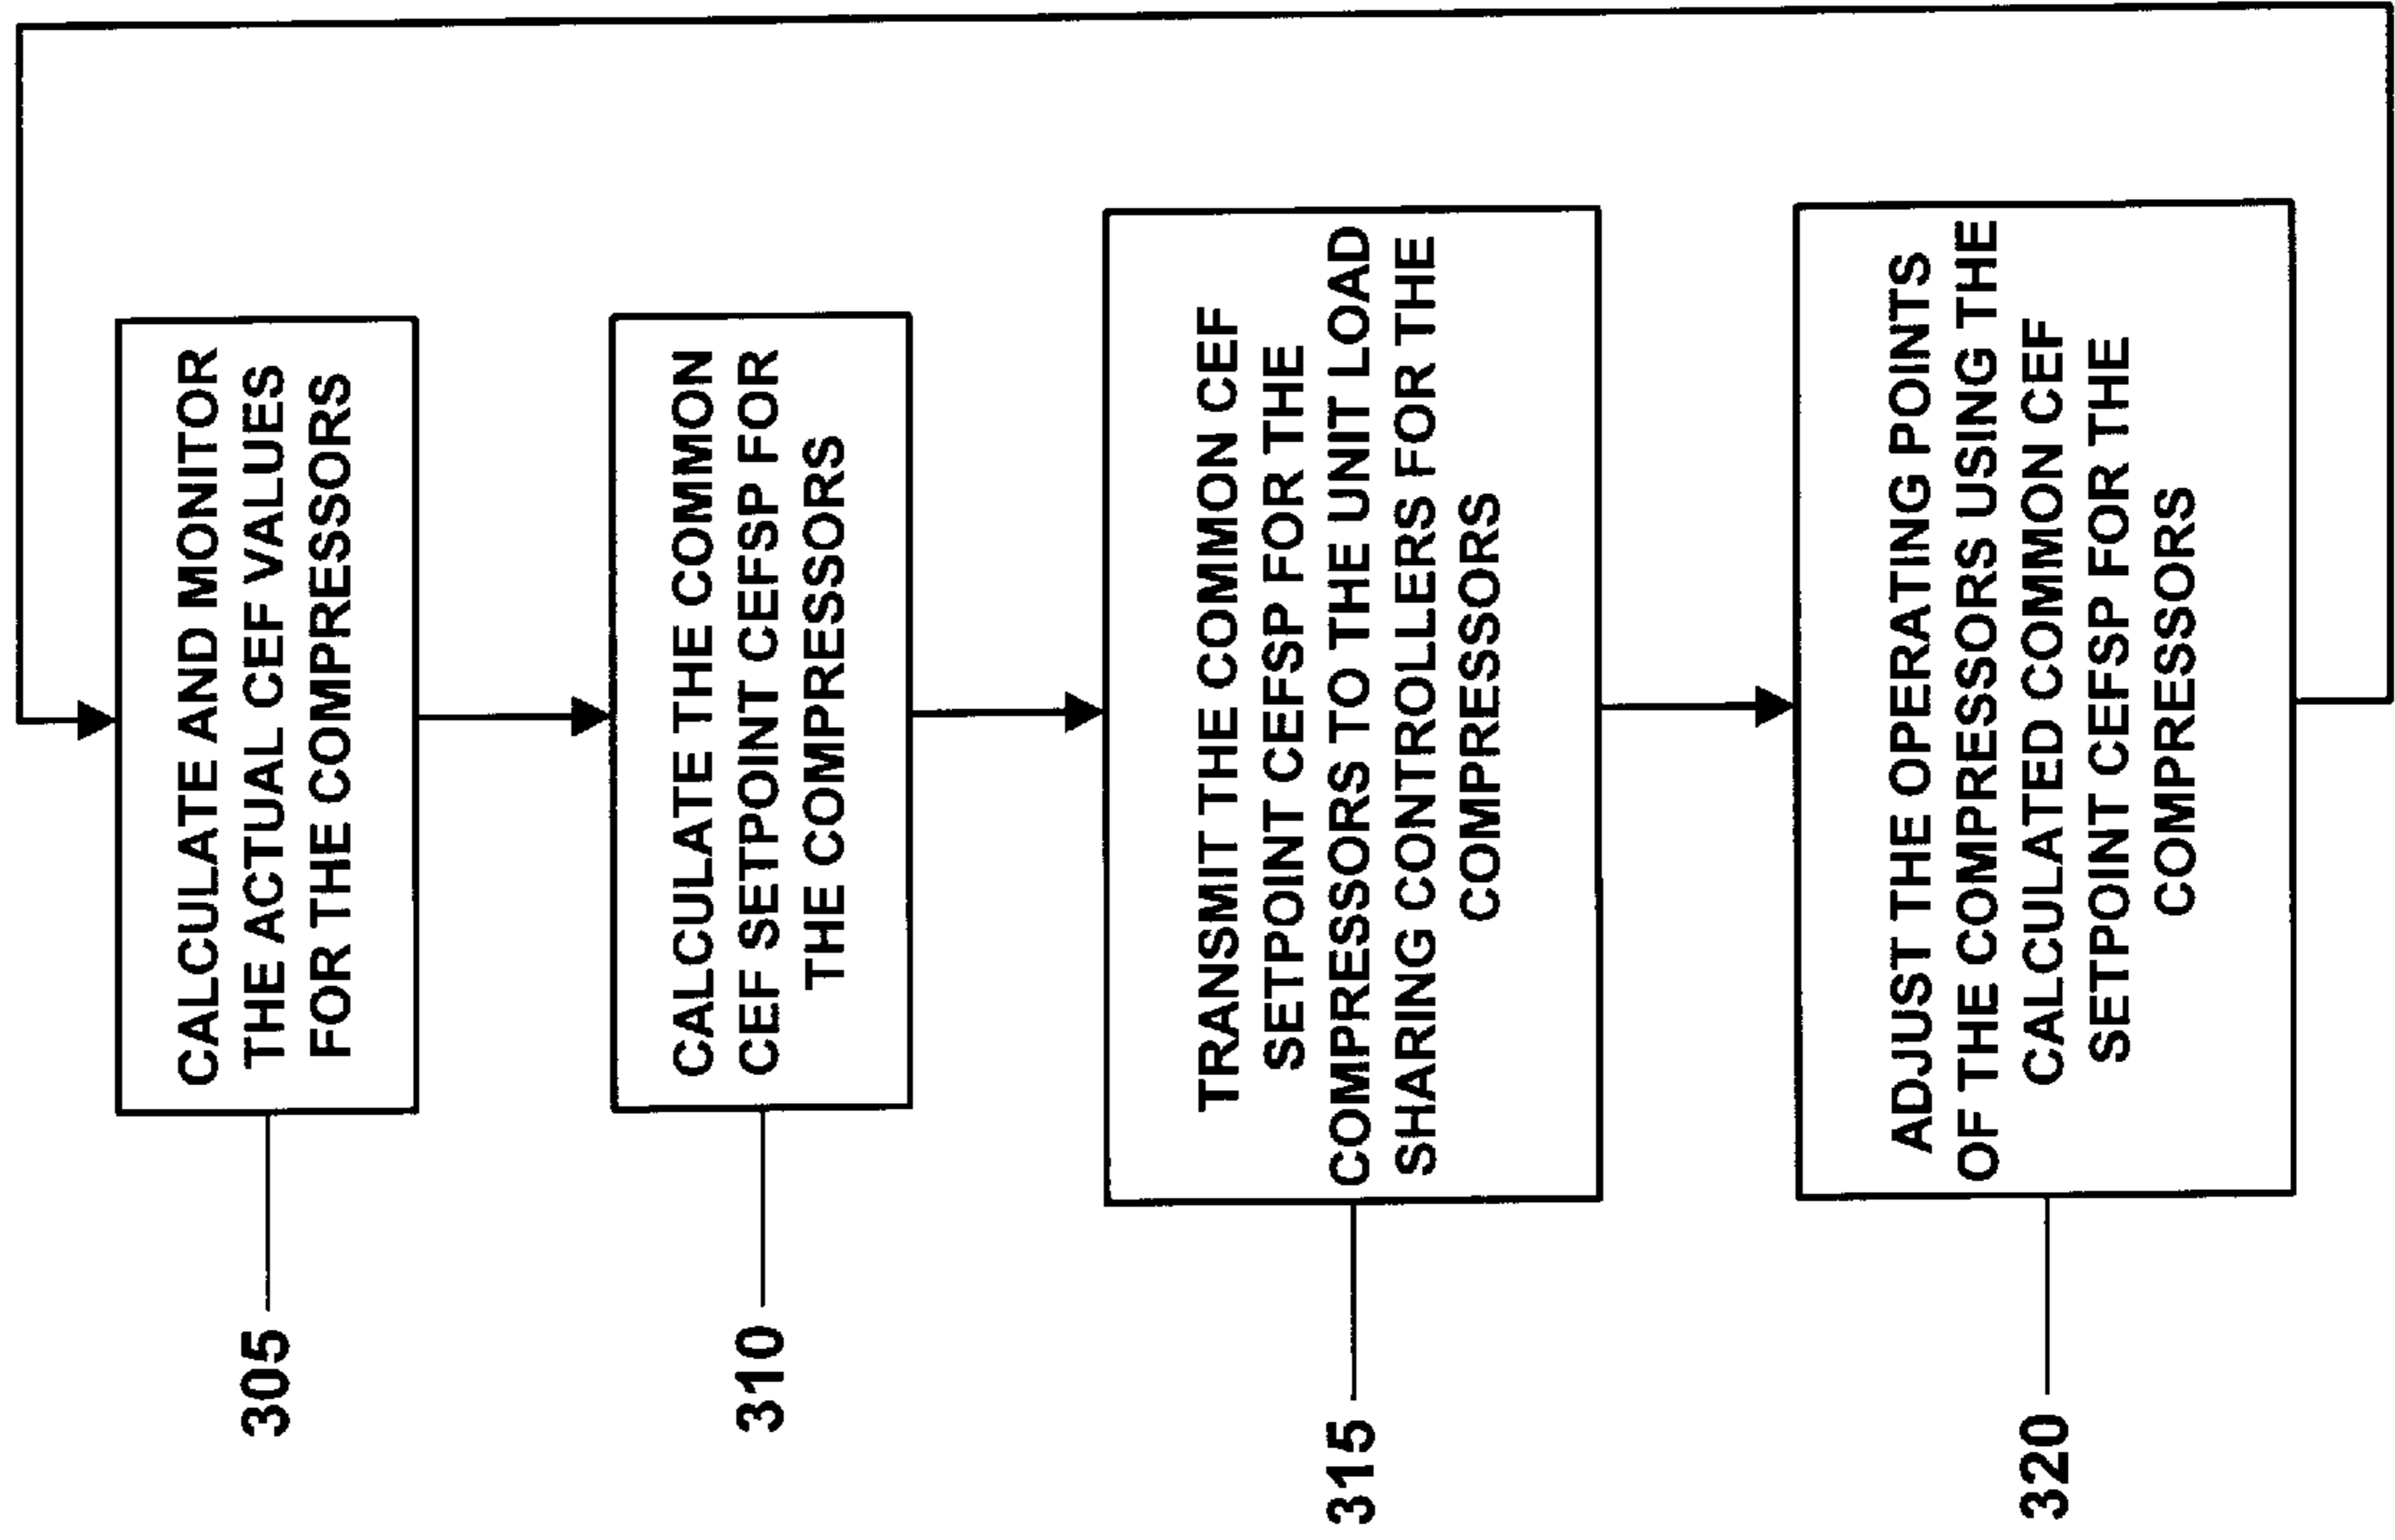 305
CALCULATE AND MONITOR
THE ACTUAL CEF VALUES
FOR THE COMPRESSORS
310
CALCULATE THE COMMON
CEF SETPOINT CEFSP FOR
THE COMPRESSORS
315
TRANSMIT THE COMMON CEF
SETPOINT CEFSP FOR THE
COMPRESSORS TO THE UNIT LOAD
SHARING CONTROLLERS FOR THE
COMPRESSORS
320
ADJUST THE OPERATING POINTS
OF THE COMPRESSORS USING THE
CALCULATED COMMON CEF
SETPOINT CEFSP FOR THE
COMPRESSORS